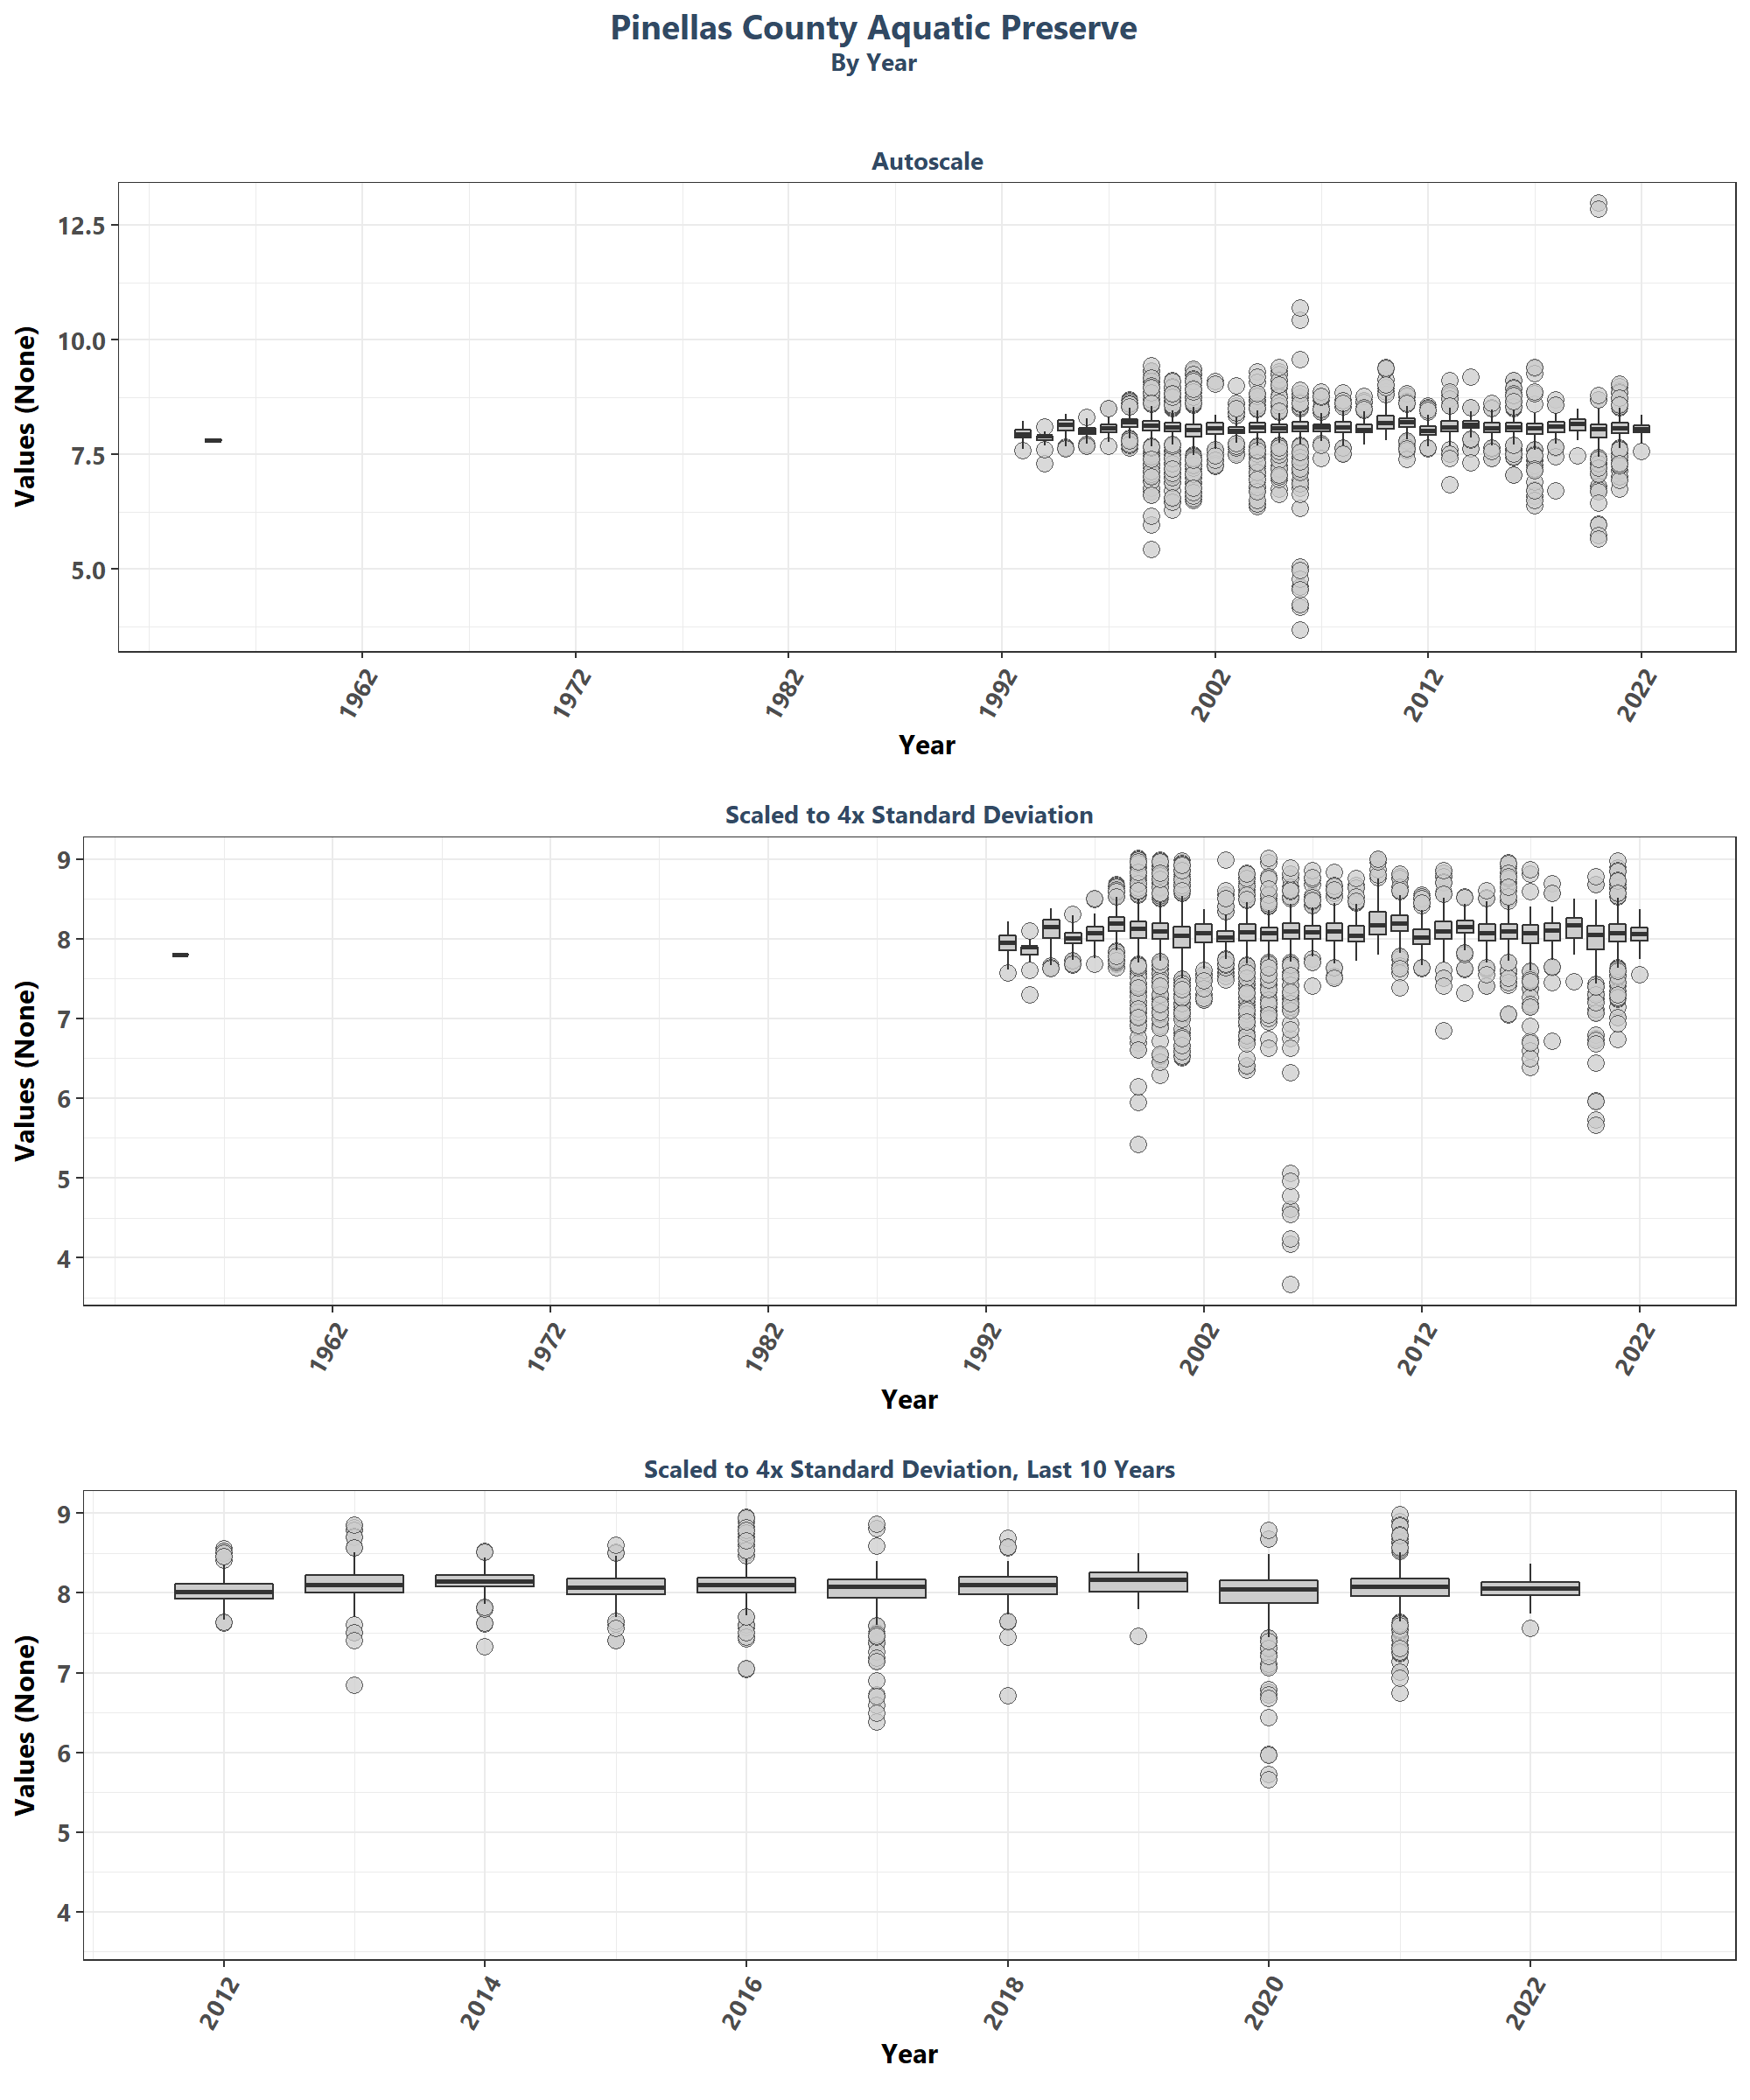 Pinellas County Aquatic Preserve
By Year
Autoscale
Values (None)
12.5
10.0
7.5
5.0
1962 1972 1982 1992 2002 2012 2022
Year
Scaled to 4x Standard Deviation
Values (None)
9
8
7
6
5
4
1962 1972 1982 1992 2002 2012 2022
Year
Scaled to 4x Standard Deviation, Last 10 Years
Values (None)
9
8
7
6
5
4
2012 2014 2016 2018 2020 2022
Year